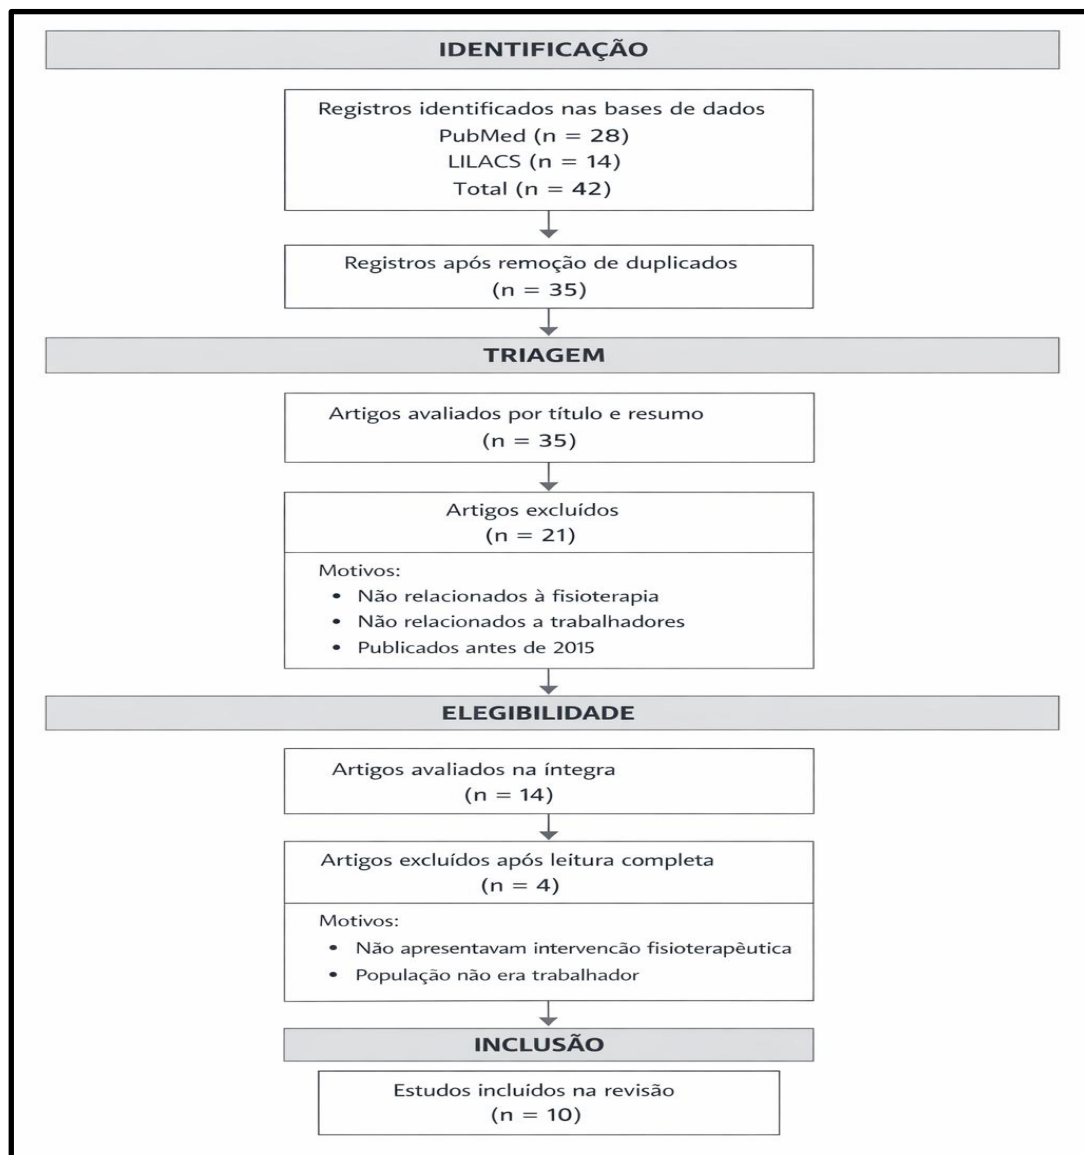 IDENTIFICAÇÃO
Registros identificados nas bases de dados
PubMed (n = 28)
LILACS (n = 14)
Total (n = 42)
Registros após remoção de duplicados
(n = 35)
TRIAGEM
Artigos avaliados por título e resumo
(n = 35)
Artigos excluídos
(n = 21)
Motivos:
• Não relacionados à fisioterapia
• Não relacionados a trabalhadores
• Publicados antes de 2015
ELEGIBILIDADE
Artigos avaliados na íntegra
(n = 14)
Artigos excluídos após leitura completa
(n = 4)
Motivos:
• Não apresentavam intervencão fisioterapèutica
• População não era trabalhador
INCLUSÃO
Estudos incluídos na revisão
(n = 10)